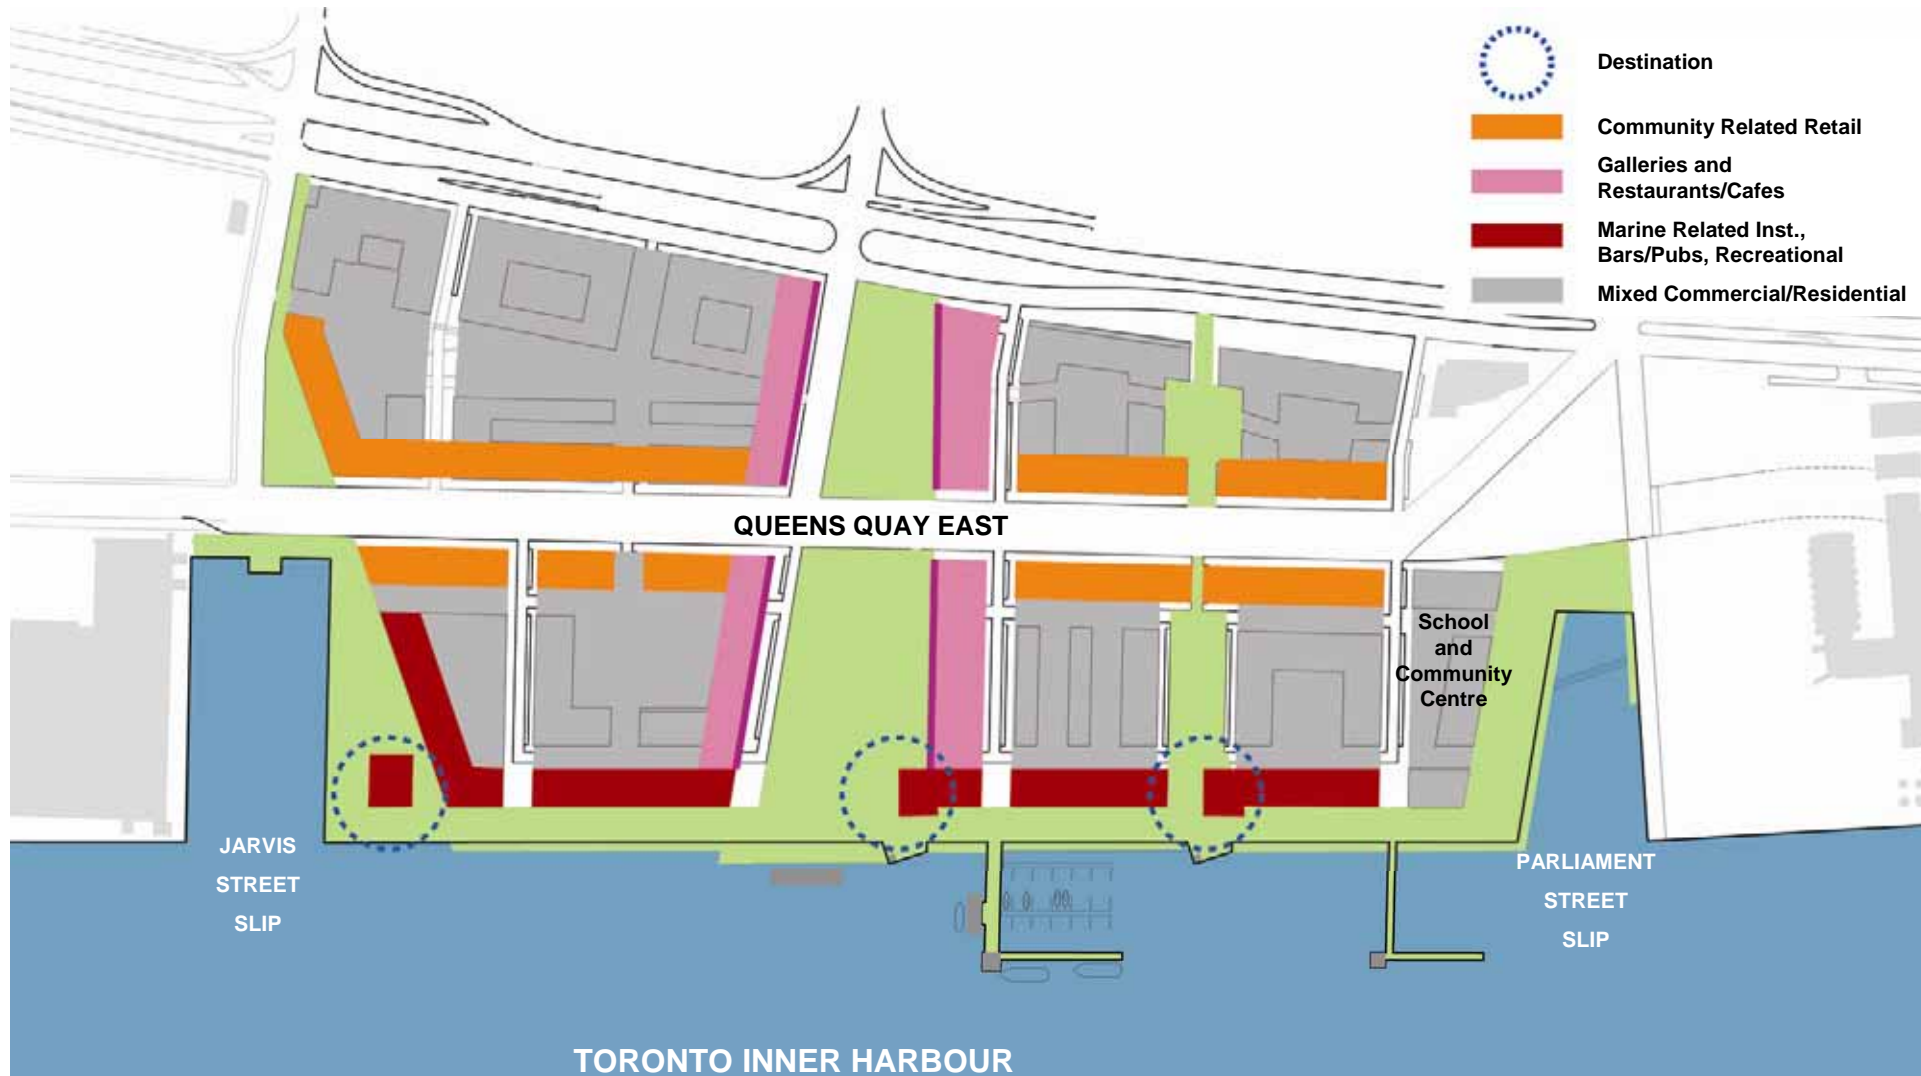 Destination
Community Related Retail
Galleries and
Restaurants/Cafes
Marine Related Inst.,
Bars/Pubs, Recreational
Mixed Commercial/Residential
QUEENS QUAY EAST
School
and
Community
Centre
JARVIS
STREET
SLIP
PARLIAMENT
STREET
SLIP
TORONTO INNER HARBOUR